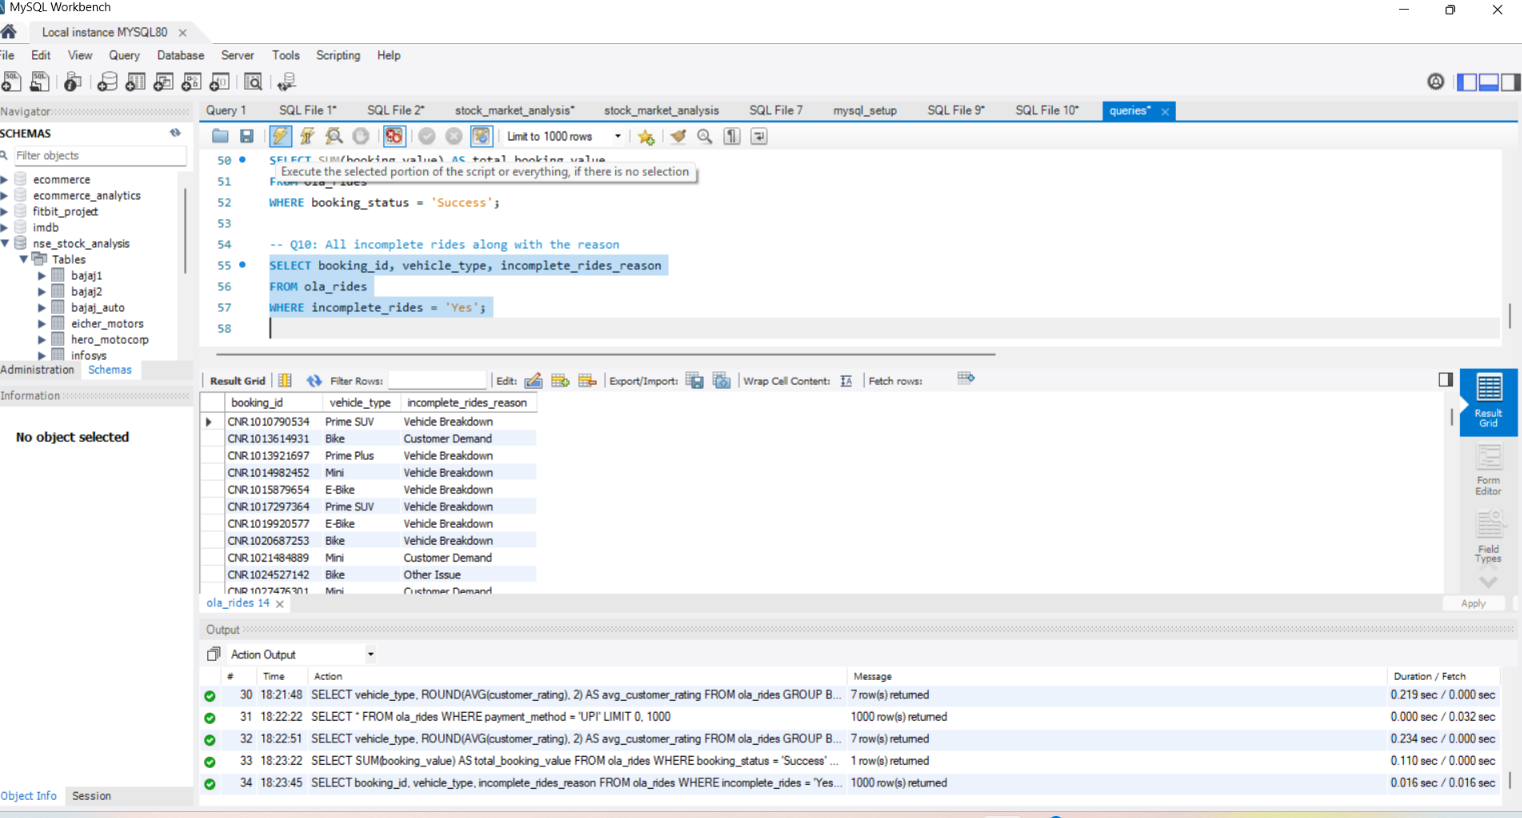 MySQL Workbench
Local instance MYSQL80
File Edit View Query Database Server Tools Scripting Help
Navigator
SCHEMAS
Filter objects
ecommerce
ecommerce_analytics
fitbit_project
imdb
nse_stock_analysis
Tables
bajaj1
bajaj2
bajaj_auto
eicher_motors
hero_motocorp
infosys
Administration Schemas
Information
No object selected
Object Info Session
Query 1 SQL File 1* SQL File 2* stock_market_analysis* stock_market_analysis SQL File 7 mysql_setup SQL File 9* SQL File 10* queries*
Limit to 1000 rows
50 SELECT SUM(booking_value) AS total_booking_value
Execute the selected portion of the script or everything, if there is no selection
51 FROM ola_rides
52 WHERE booking_status = 'Success';
53
54 -- Q10: All incomplete rides along with the reason
55 SELECT booking_id, vehicle_type, incomplete_rides_reason
56 FROM ola_rides
57 WHERE incomplete_rides = 'Yes';
58
Result Grid Filter Rows: Edit: Export/Import: Wrap Cell Content: Fetch rows:
booking_id vehicle_type incomplete_rides_reason
CNR1010790534 Prime SUV Vehicle Breakdown
CNR1013614931 Bike Customer Demand
CNR1013921697 Prime Plus Vehicle Breakdown
CNR1014982452 Mini Vehicle Breakdown
CNR1015879654 E-Bike Vehicle Breakdown
CNR1017297364 Prime SUV Vehicle Breakdown
CNR1019920577 E-Bike Vehicle Breakdown
CNR1020687253 Bike Vehicle Breakdown
CNR1021484889 Mini Customer Demand
CNR1024527142 Bike Other Issue
CNR1027476301 Mini Customer Demand
Result
Grid
Form
Editor
Field
Types
ola_rides 14
Apply
Output
Action Output
# Time Action Message Duration / Fetch
30 18:21:48 SELECT vehicle_type, ROUND(AVG(customer_rating), 2) AS avg_customer_rating FROM ola_rides GROUP B... 7 row(s) returned 0.219 sec / 0.000 sec
31 18:22:22 SELECT * FROM ola_rides WHERE payment_method = 'UPI' LIMIT 0, 1000 1000 row(s) returned 0.000 sec / 0.032 sec
32 18:22:51 SELECT vehicle_type, ROUND(AVG(customer_rating), 2) AS avg_customer_rating FROM ola_rides GROUP B... 7 row(s) returned 0.234 sec / 0.000 sec
33 18:23:22 SELECT SUM(booking_value) AS total_booking_value FROM ola_rides WHERE booking_status = 'Success' ... 1 row(s) returned 0.110 sec / 0.000 sec
34 18:23:45 SELECT booking_id, vehicle_type, incomplete_rides_reason FROM ola_rides WHERE incomplete_rides = 'Yes... 1000 row(s) returned 0.016 sec / 0.016 sec